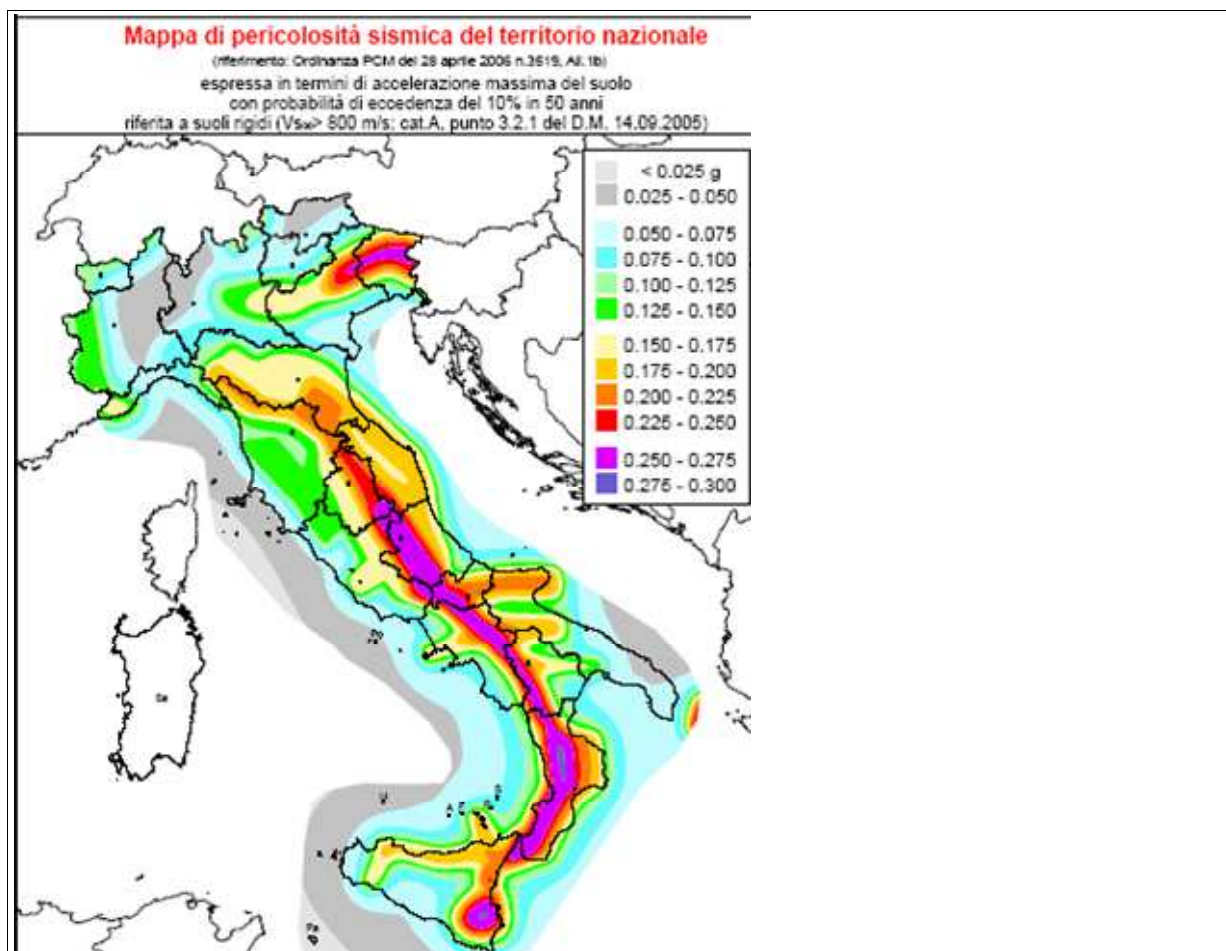 Mappa di pericolosità sismica del territorio nazionale
(riferimento: Ordinanza PCM del 28 aprile 2006 n.3519, All.1b)
espressa in termini di accelerazione massima del suolo
con probabilità di eccedenza del 10% in 50 anni
riferita a suoli rigidi (Vs₃₀> 800 m/s; cat.A, punto 3.2.1 del D.M. 14.09.2005)
< 0.025 g
0.025 - 0.050
0.050 - 0.075
0.075 - 0.100
0.100 - 0.125
0.125 - 0.150
0.150 - 0.175
0.175 - 0.200
0.200 - 0.225
0.225 - 0.250
0.250 - 0.275
0.275 - 0.300
U